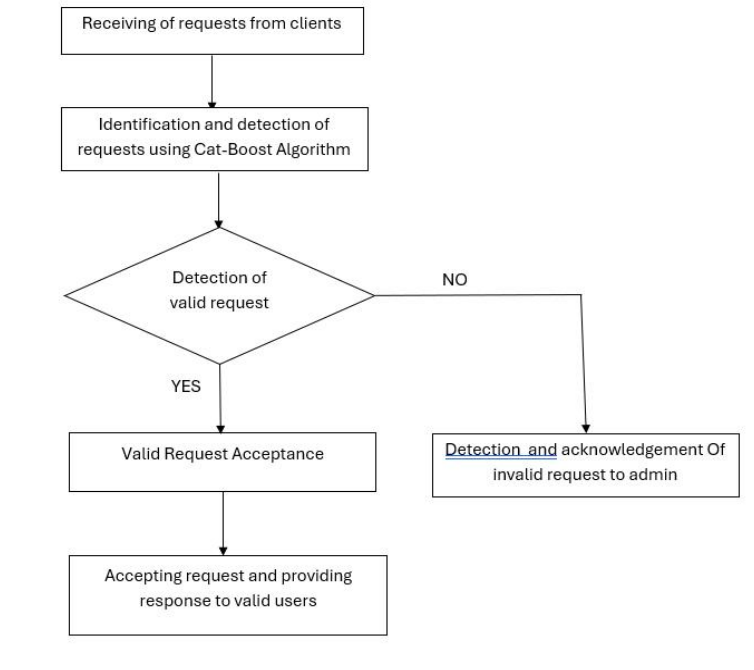 Receiving of requests from clients
Identification and detection of
requests using Cat-Boost Algorithm
Detection of
valid request
NO
YES
Valid Request Acceptance
Detection and acknowledgement Of
invalid request to admin
Accepting request and providing
response to valid users